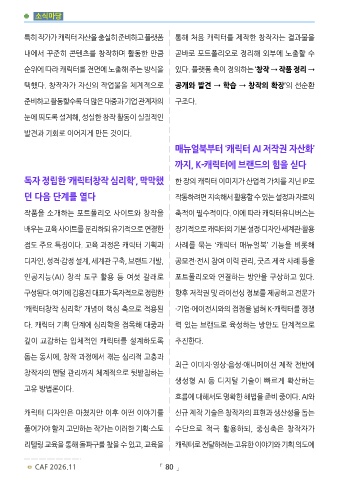 소식마당
특히 작가가 캐릭터 자산을 충실히 준비하고 플랫폼
내에서 꾸준히 콘텐츠를 창작하며 활동한 만큼
순위에 따라 캐릭터를 전면에 노출해 주는 방식을
택했다. 창작자가 자신의 작업물을 체계적으로
준비하고 활동할수록 더 많은 대중과 기업 관계자의
눈에 띄도록 설계해, 성실한 창작 활동이 실질적인
발견과 기회로 이어지게 만든 것이다.
독자 정립한 '캐릭터창작 심리학', 막막했
던 다음 단계를 열다
작품을 소개하는 포트폴리오 사이트와 창작을
배우는 교육 사이트를 분리하되 유기적으로 연결한
점도 주요 특징이다. 교육 과정은 캐릭터 기획과
디자인, 성격·감정 설계, 세계관 구축, 브랜드 개발,
인공지능(AI) 창작 도구 활용 등 여섯 갈래로
구성된다. 여기에 김용진 대표가 독자적으로 정립한
'캐릭터창작 심리학' 개념이 핵심 축으로 적용된
다. 캐릭터 기획 단계에 심리학을 접목해 대중과
깊이 교감하는 입체적인 캐릭터를 설계하도록
돕는 동시에, 창작 과정에서 겪는 심리적 고충과
창작자의 멘탈 관리까지 체계적으로 뒷받침하는
고유 방법론이다.
캐릭터 디자인은 마쳤지만 이후 어떤 이야기를
풀어가야 할지 고민하는 작가는 이러한 기획·스토
리텔링 교육을 통해 돌파구를 찾을 수 있고, 교육을
통해 처음 캐릭터를 제작한 창작자는 결과물을
곧바로 포트폴리오로 정리해 외부에 노출할 수
있다. 플랫폼 측이 정의하는 '창작 → 작품 정리 →
공개와 발견 → 학습 → 창작의 확장'의 선순환
구조다.
매뉴얼북부터 '캐릭터 AI 저작권 자산화'
까지, K-캐릭터에 브랜드의 힘을 싣다
한 장의 캐릭터 이미지가 산업적 가치를 지닌 IP로
작동하려면 지속해서 활용할 수 있는 설정과 자료의
축적이 필수적이다. 이에 따라 캐릭터유니버스는
장기적으로 캐릭터의 기본 설정·디자인·세계관·활용
사례를 묶는 '캐릭터 매뉴얼북' 기능을 비롯해
공모전·전시 참여 이력 관리, 굿즈 제작 사례 등을
포트폴리오와 연결하는 방안을 구상하고 있다.
향후 저작권 및 라이선싱 정보를 제공하고 전문가
·기업·에이전시와의 접점을 넓혀 K-캐릭터를 경쟁
력 있는 브랜드로 육성하는 방안도 단계적으로
추진한다.
최근 이미지·영상·음성·애니메이션 제작 전반에
생성형 AI 등 디지털 기술이 빠르게 확산하는
흐름에 대해서도 명확한 해법을 준비 중이다. AI와
신규 제작 기술은 창작자의 표현과 생산성을 돕는
수단으로 적극 활용하되, 중심축은 창작자가
캐릭터로 전달하려는 고유한 이야기와 기획 의도에
CAF 2026.11
「 80 」